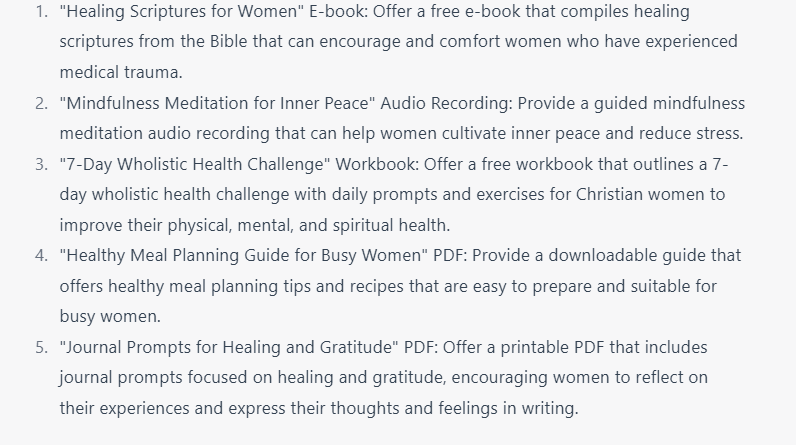 1. "Healing Scriptures for Women" E-book: Offer a free e-book that compiles healing
scriptures from the Bible that can encourage and comfort women who have experienced
medical trauma.
2. "Mindfulness Meditation for Inner Peace" Audio Recording: Provide a guided mindfulness
meditation audio recording that can help women cultivate inner peace and reduce stress.
3. "7-Day Wholistic Health Challenge" Workbook: Offer a free workbook that outlines a 7-
day wholistic health challenge with daily prompts and exercises for Christian women to
improve their physical, mental, and spiritual health.
4. "Healthy Meal Planning Guide for Busy Women" PDF: Provide a downloadable guide that
offers healthy meal planning tips and recipes that are easy to prepare and suitable for
busy women.
5. "Journal Prompts for Healing and Gratitude" PDF: Offer a printable PDF that includes
journal prompts focused on healing and gratitude, encouraging women to reflect on
their experiences and express their thoughts and feelings in writing.